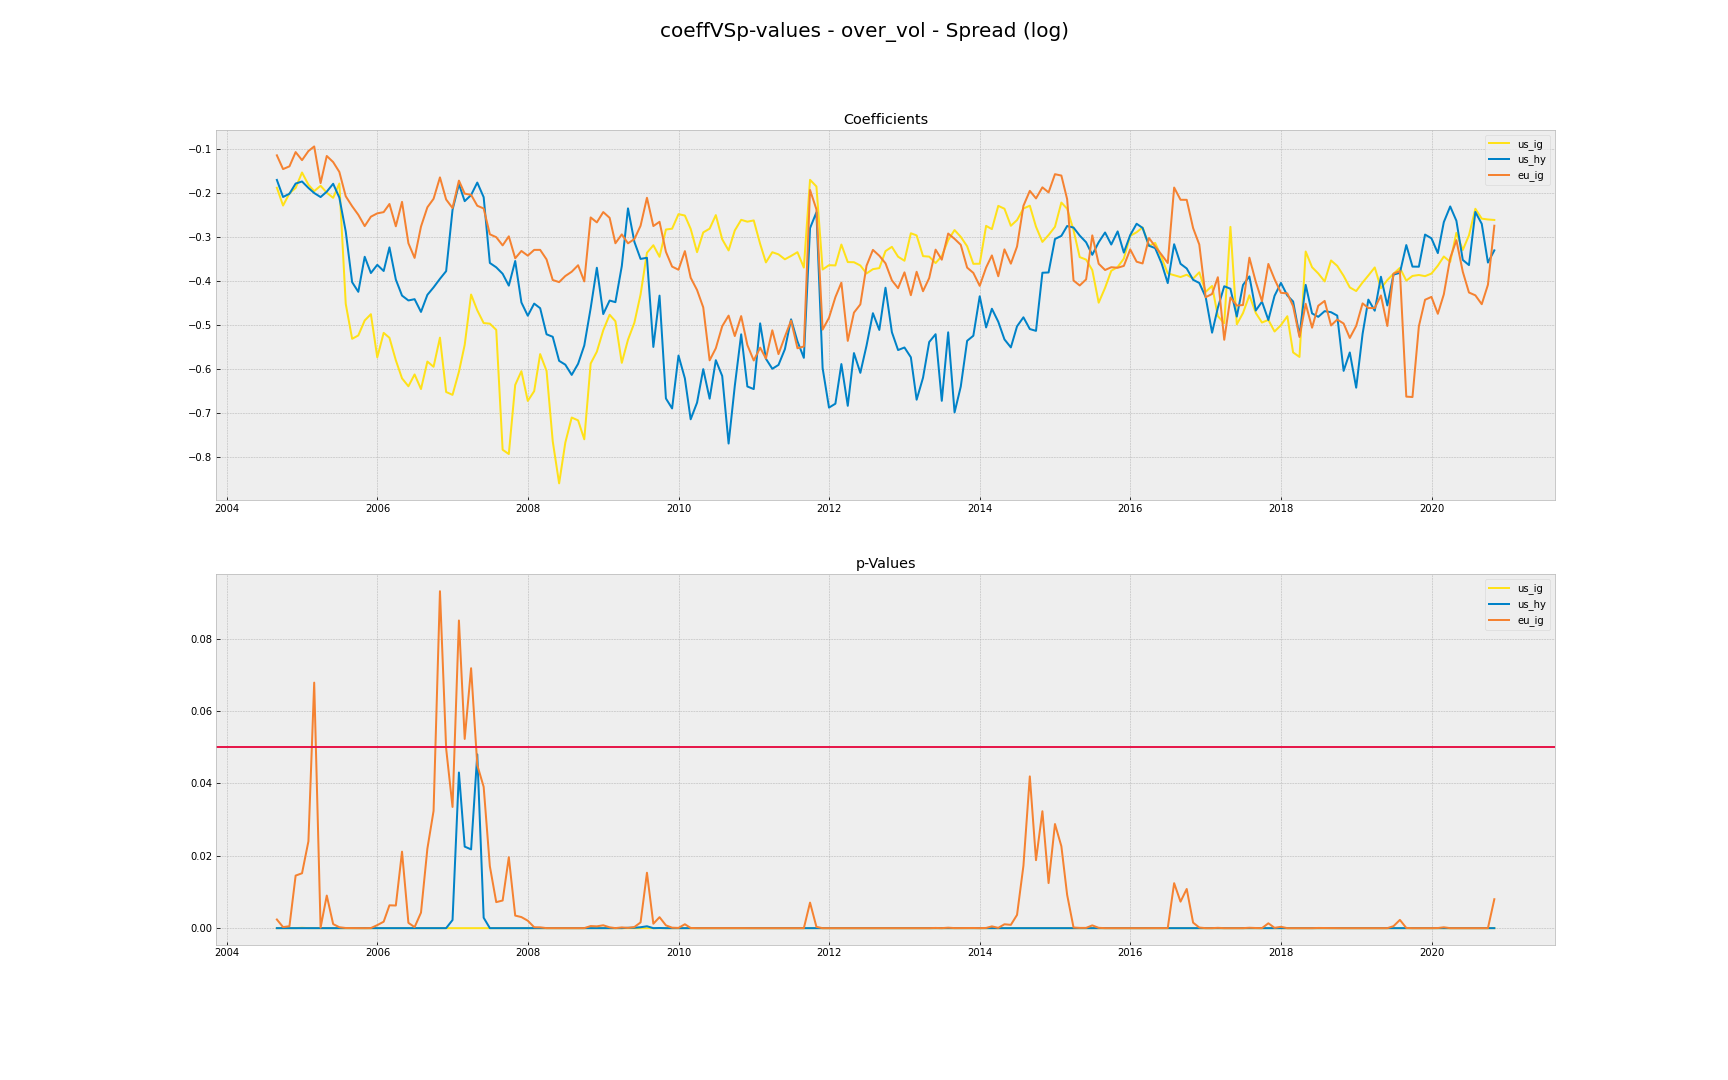 coeffVSp-values - over_vol - Spread (log)
Coefficients
us_ig
us_hy
eu_ig
−0.1
−0.2
−0.3
−0.4
−0.5
−0.6
−0.7
−0.8
2004 2006 2008 2010 2012 2014 2016 2018 2020
p-Values
us_ig
us_hy
eu_ig
0.08
0.06
0.04
0.02
0.00
2004 2006 2008 2010 2012 2014 2016 2018 2020